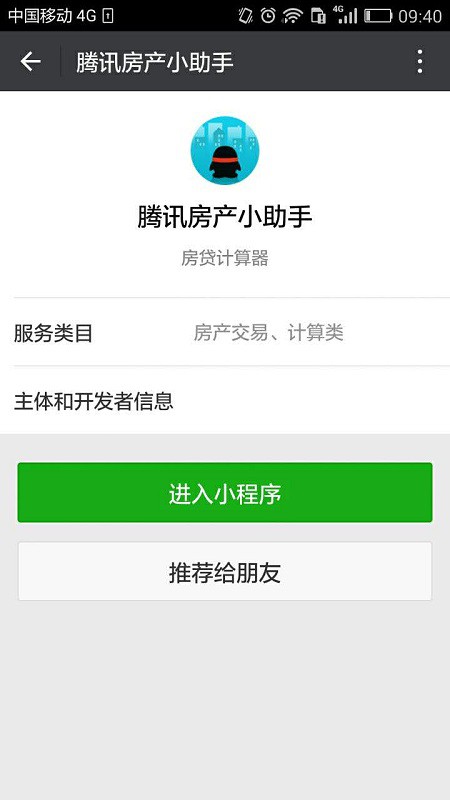 中国移动 4G 4G 09:40
腾讯房产小助手
腾讯房产小助手
房贷计算器
服务类目 房产交易、计算类
主体和开发者信息
进入小程序
推荐给朋友